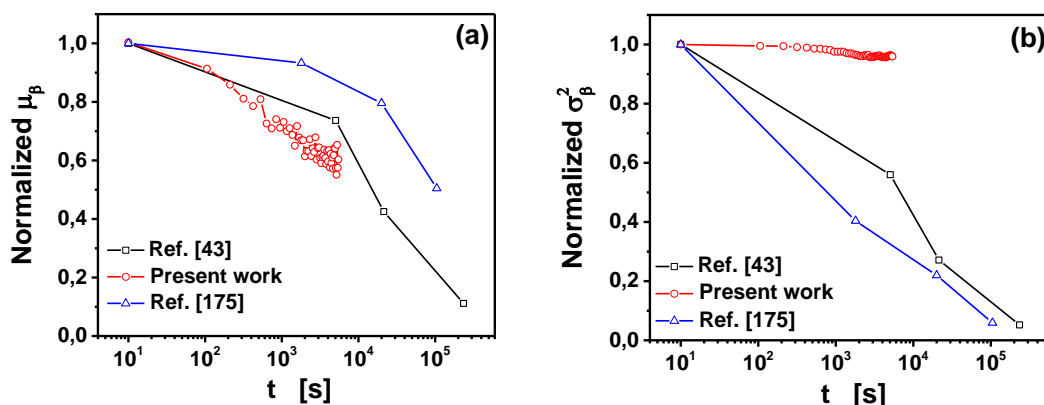 (a)
1,0
0,8
0,6
0,4
0,2
0,0
Normalized μβ
Ref. [43]
Present work
Ref. [175]
10¹ 10² 10³ 10⁴ 10⁵
t [s]
(b)
1,0
0,8
0,6
0,4
0,2
0,0
Normalized σ²β
Ref. [43]
Present work
Ref. [175]
10¹ 10² 10³ 10⁴ 10⁵
t [s]